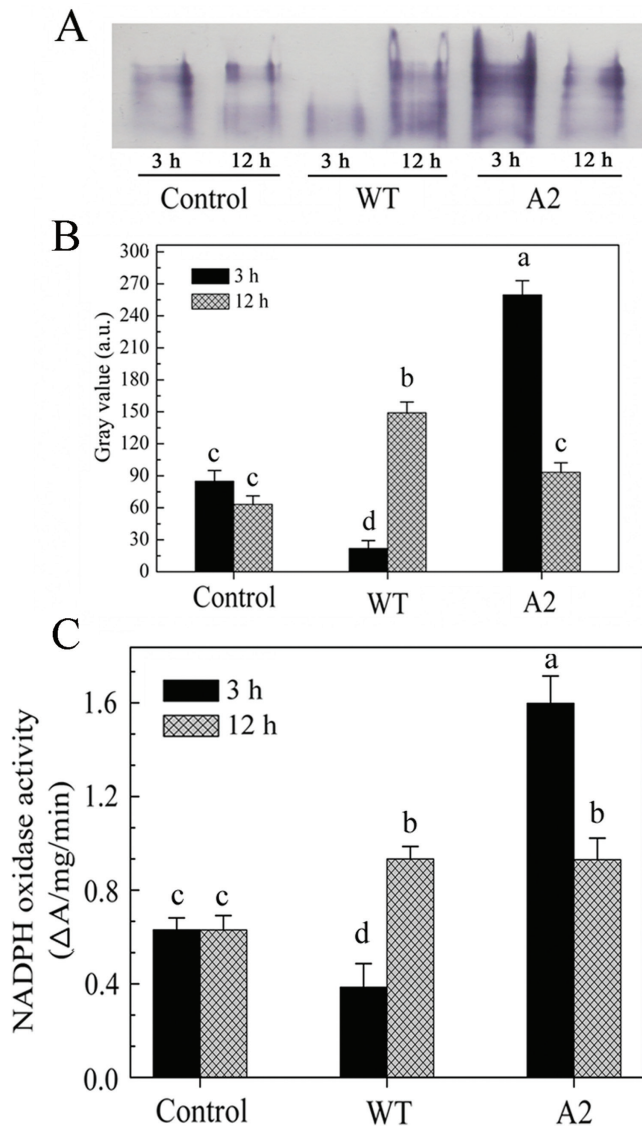 A
3 h 12 h 3 h 12 h 3 h 12 h
Control WT A2
B
Gray value (a.u.)
300
270
240
210
180
150
120
90
60
30
0
3 h
12 h
c
c
d
b
a
c
Control WT A2
C
NADPH oxidase activity
(ΔA/mg/min)
1.6
1.2
0.8
0.4
0.0
3 h
12 h
c
c
d
b
a
b
Control WT A2